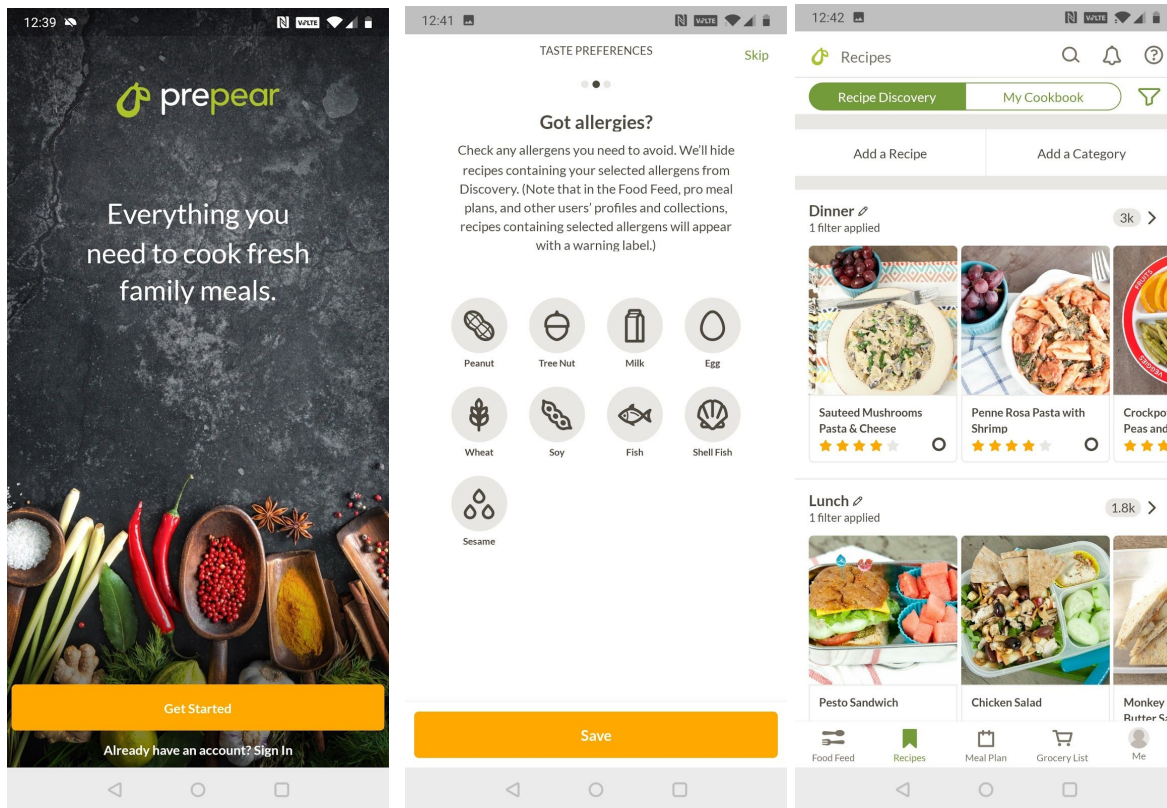 12:39
VoLTE
prepear
Everything you
need to cook fresh
family meals.
Get Started
Already have an account? Sign In
12:41
VoLTE
TASTE PREFERENCES
Skip
Got allergies?
Check any allergens you need to avoid. We'll hide
recipes containing your selected allergens from
Discovery. (Note that in the Food Feed, pro meal
plans, and other users' profiles and collections,
recipes containing selected allergens will appear
with a warning label.)
Peanut
Tree Nut
Milk
Egg
Wheat
Soy
Fish
Shell Fish
Sesame
Save
12:42
VoLTE
Recipes
Recipe Discovery
My Cookbook
Add a Recipe
Add a Category
Dinner
3k
1 filter applied
FRUITS
VEGGIES
Sauteed Mushrooms
Pasta & Cheese
Penne Rosa Pasta with
Shrimp
Crockpo
Peas and
Lunch
1.8k
1 filter applied
Pesto Sandwich
Chicken Salad
Monkey
Butter Sa
Food Feed
Recipes
Meal Plan
Grocery List
Me